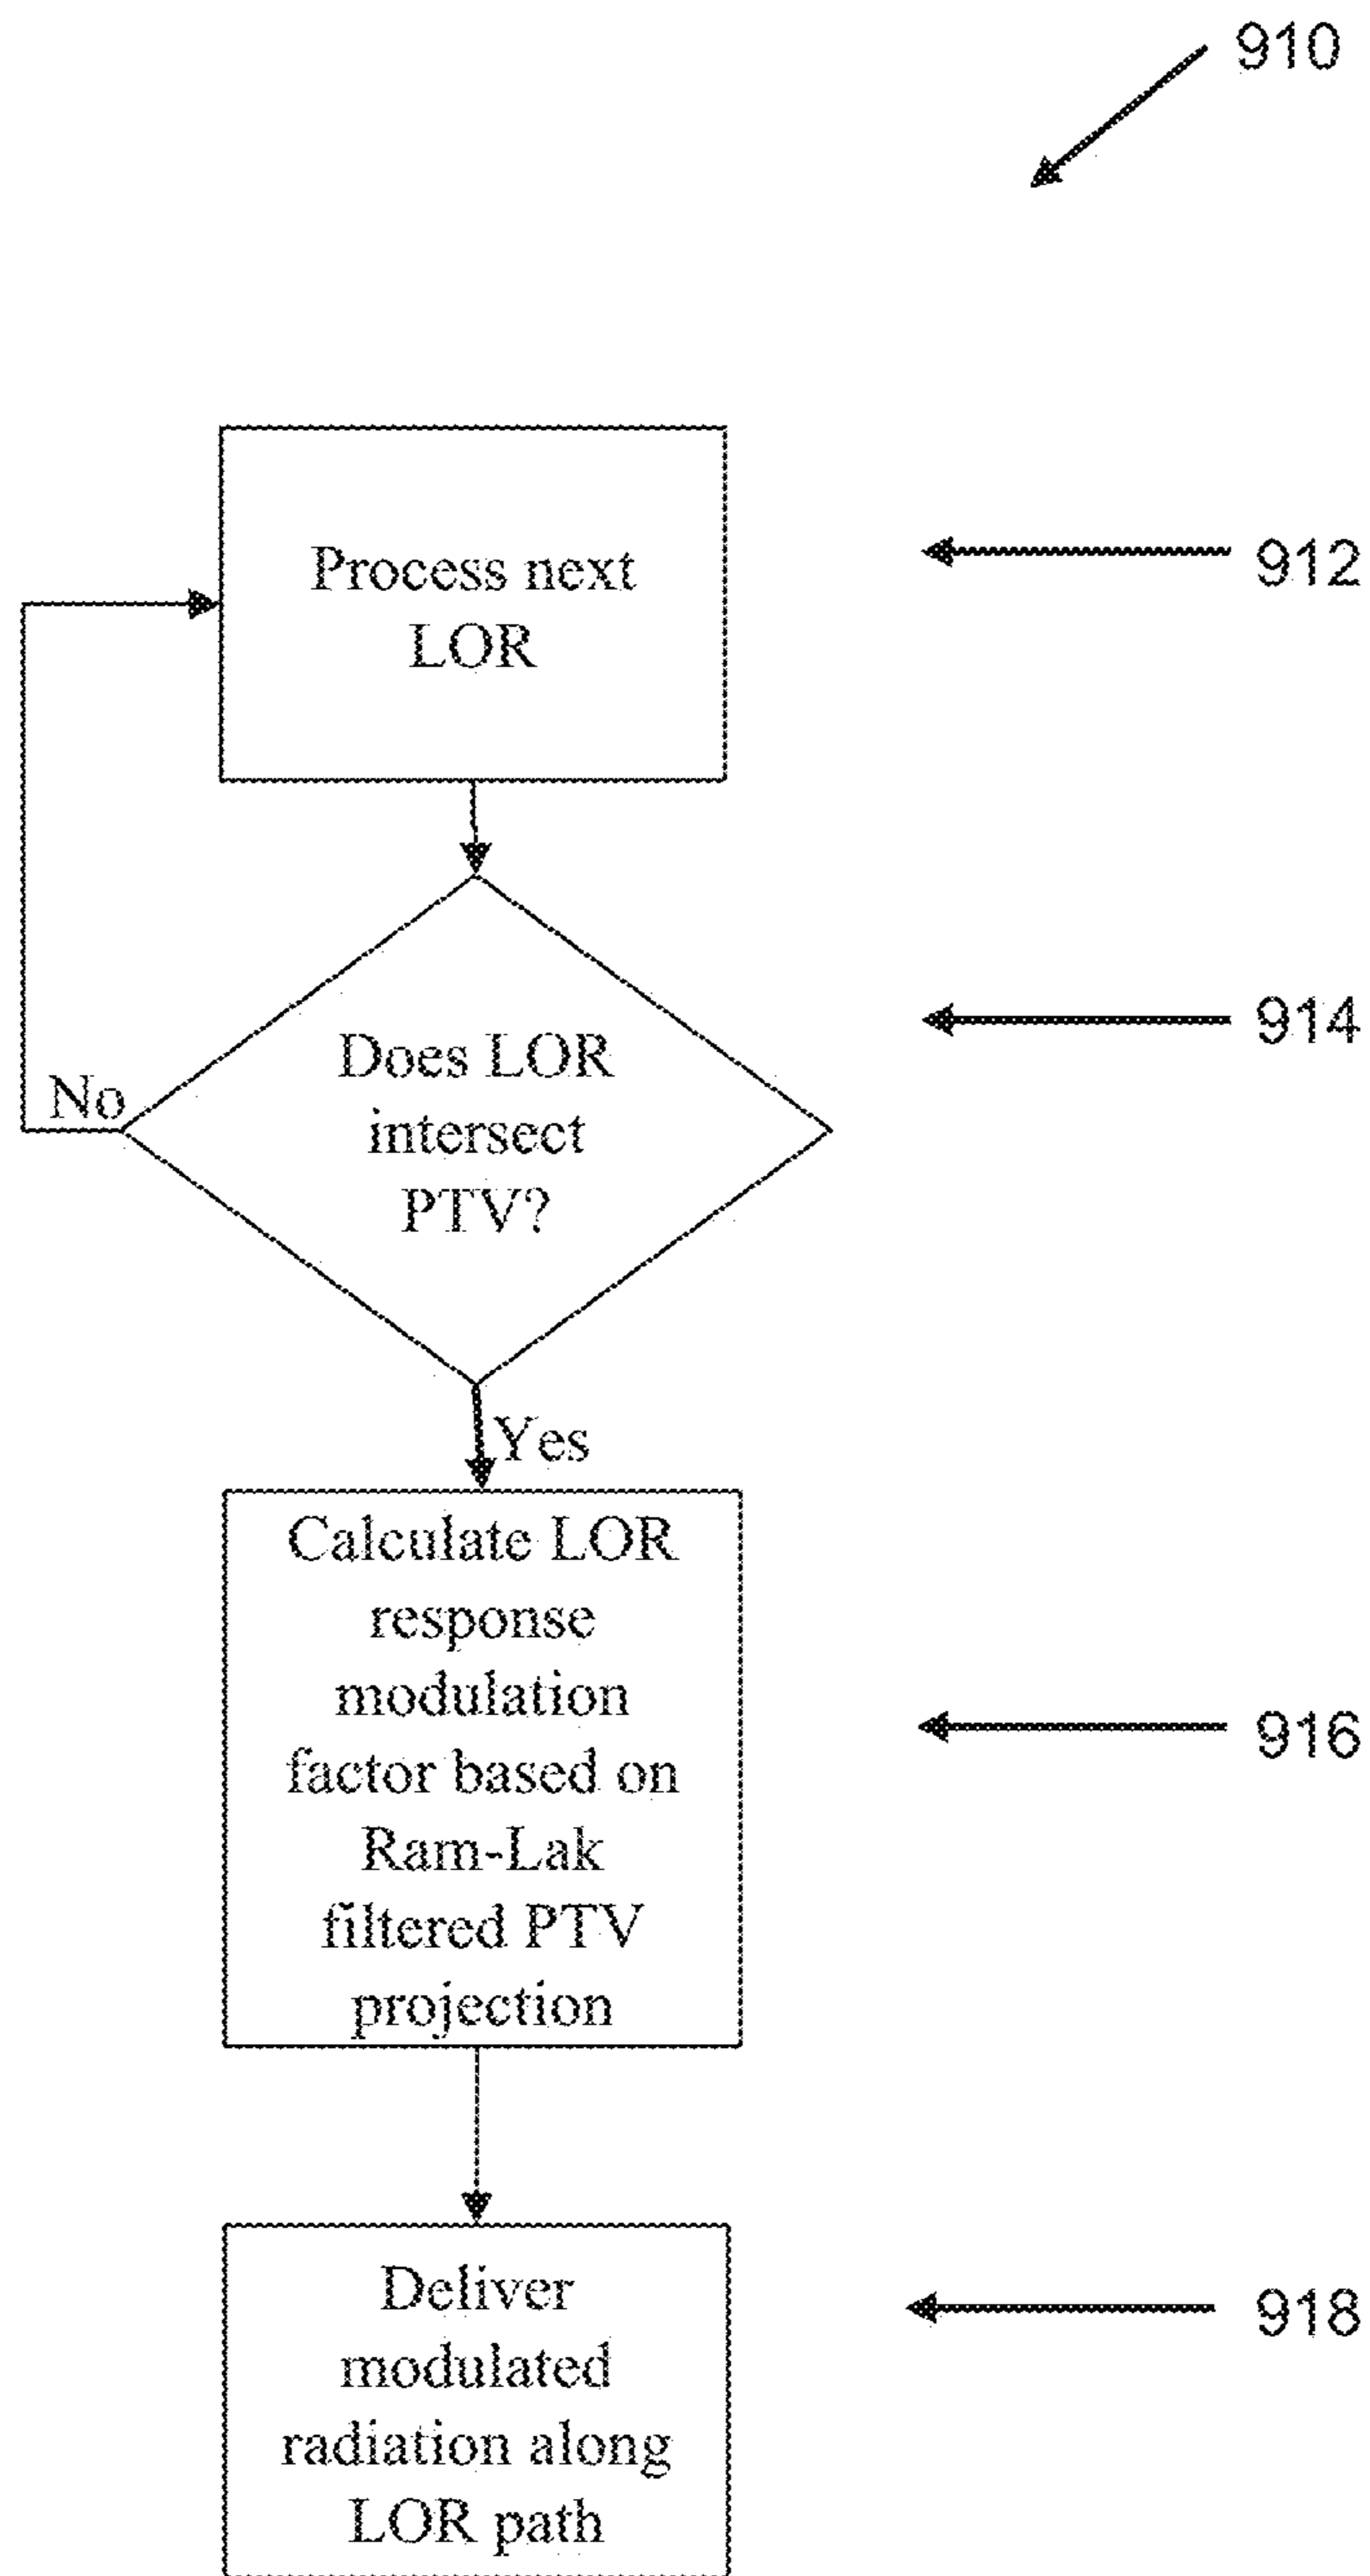 910
Process next
LOR
912
Does LOR
intersect
PTV?
914
No
Yes
Calculate LOR
response
modulation
factor based on
Ram-Lak
filtered PTV
projection
916
Deliver
modulated
radiation along
LOR path
918